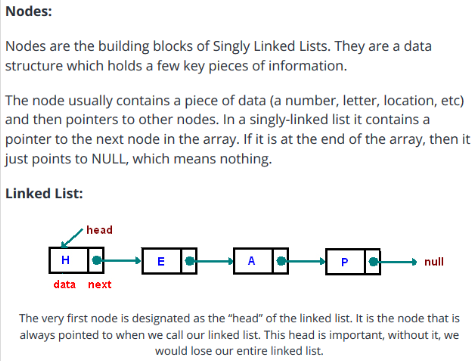 Nodes:
Nodes are the building blocks of Singly Linked Lists. They are a data
structure which holds a few key pieces of information.
The node usually contains a piece of data (a number, letter, location, etc)
and then pointers to other nodes. In a singly-linked list it contains a
pointer to the next node in the array. If it is at the end of the array, then it
just points to NULL, which means nothing.
Linked List:
head
H E A P null
data next
The very first node is designated as the “head” of the linked list. It is the node that is
always pointed to when we call our linked list. This head is important, without it, we
would lose our entire linked list.